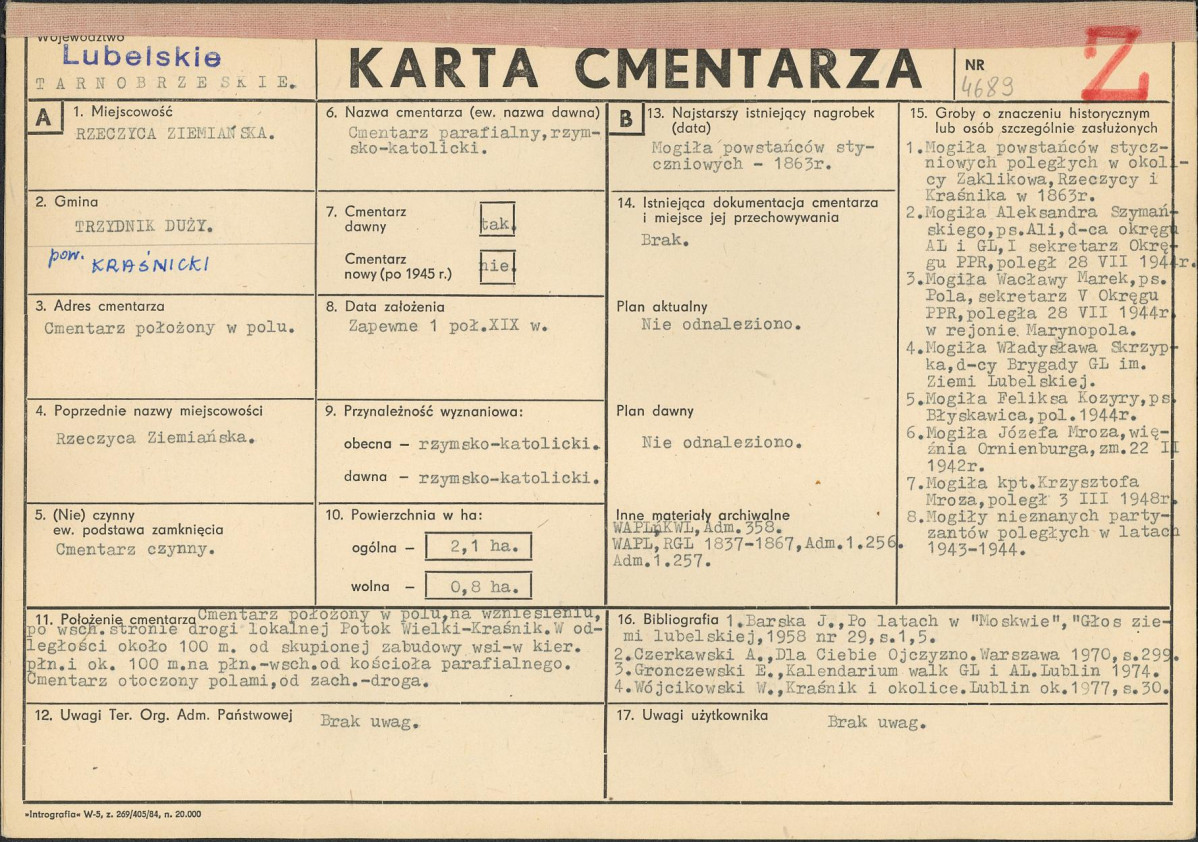 Województwo
Lubelskie
TARNOBRZESKIE.
KARTA CMENTARZA
NR
4689
Z
A
1. Miejscowość
RZECZYCA ZIEMIAŃSKA.
2. Gmina
TRZYDNIK DUŻY.
pow. KRAŚNICKI
3. Adres cmentarza
Cmentarz położony w polu.
4. Poprzednie nazwy miejscowości
Rzeczyca Ziemiańska.
5. (Nie) czynny
ew. podstawa zamknięcia
Cmentarz czynny.
6. Nazwa cmentarza (ew. nazwa dawna)
Cmentarz parafialny,rzym-
sko-katolicki.
7. Cmentarz
dawny
tak.
Cmentarz
nowy (po 1945 r.)
nie.
8. Data założenia
Zapewne 1 poł.XIX w.
9. Przynależność wyznaniowa:
obecna – rzymsko-katolicki.
dawna – rzymsko-katolicki.
10. Powierzchnia w ha:
ogólna – 2,1 ha.
wolna – 0,8 ha.
B
13. Najstarszy istniejący nagrobek
(data)
Mogiła powstańców sty-
czniowych - 1863r.
14. Istniejąca dokumentacja cmentarza
i miejsce jej przechowywania
Brak.
Plan aktualny
Nie odnaleziono.
Plan dawny
Nie odnaleziono.
Inne materiały archiwalne
WAPL,KWL,Adm.358.
WAPL,RGL 1837-1867,Adm.1.256.
Adm.1.257.
15. Groby o znaczeniu historycznym
lub osób szczególnie zasłużonych
1.Mogiła powstańców stycz-
niowych poległych w okoli-
cy Zaklikowa,Rzeczycy i
Kraśnika w 1863r.
2.Mogiła Aleksandra Szymań-
skiego,ps.Ali,d-ca okręgu
AL i GL,I sekretarz Okrę-
gu PPR,poległ 28 VII 1944r.
3.Mogiła Wacławy Marek,ps.
Pola,sekretarz V Okręgu
PPR,poległa 28 VII 1944r.
w rejonie Marynopola.
4.Mogiła Władysława Skrzyp-
ka,d-cy Brygady GL im.
Ziemi Lubelskiej.
5.Mogiła Feliksa Kozyry,ps.
Błyskawica,pol.1944r.
6.Mogiła Józefa Mroza,wię-
źnia Ornienburga,zm.22 II
1942r.
7.Mogiła kpt.Krzysztofa
Mroza,poległ 3 III 1948r.
8.Mogiły nieznanych party-
zantów poległych w latach
1943-1944.
11. Położenie cmentarza Cmentarz położony w polu,na wzniesieniu,
po wsch.stronie drogi lokalnej Potok Wielki-Kraśnik.W od-
ległości około 100 m. od skupionej zabudowy wsi-w kier.
płn.i ok. 100 m.na płn.-wsch.od kościoła parafialnego.
Cmentarz otoczony polami,od zach.-droga.
16. Bibliografia 1.Barska J.,Po latach w "Moskwie","Głos zie-
mi lubelskiej,1958 nr 29,s.1,5.
2.Czerkawski A.,Dla Ciebie Ojczyzno.Warszawa 1970,s.299.
3.Gronczewski E.,Kalendarium walk GL i AL.Lublin 1974.
4.Wójcikowski W.,Kraśnik i okolice.Lublin ok.1977,s.30.
12. Uwagi Ter. Org. Adm. Państwowej Brak uwag.
17. Uwagi użytkownika Brak uwag.
»Intrografia« W-5, z. 269/405/84, n. 20.000